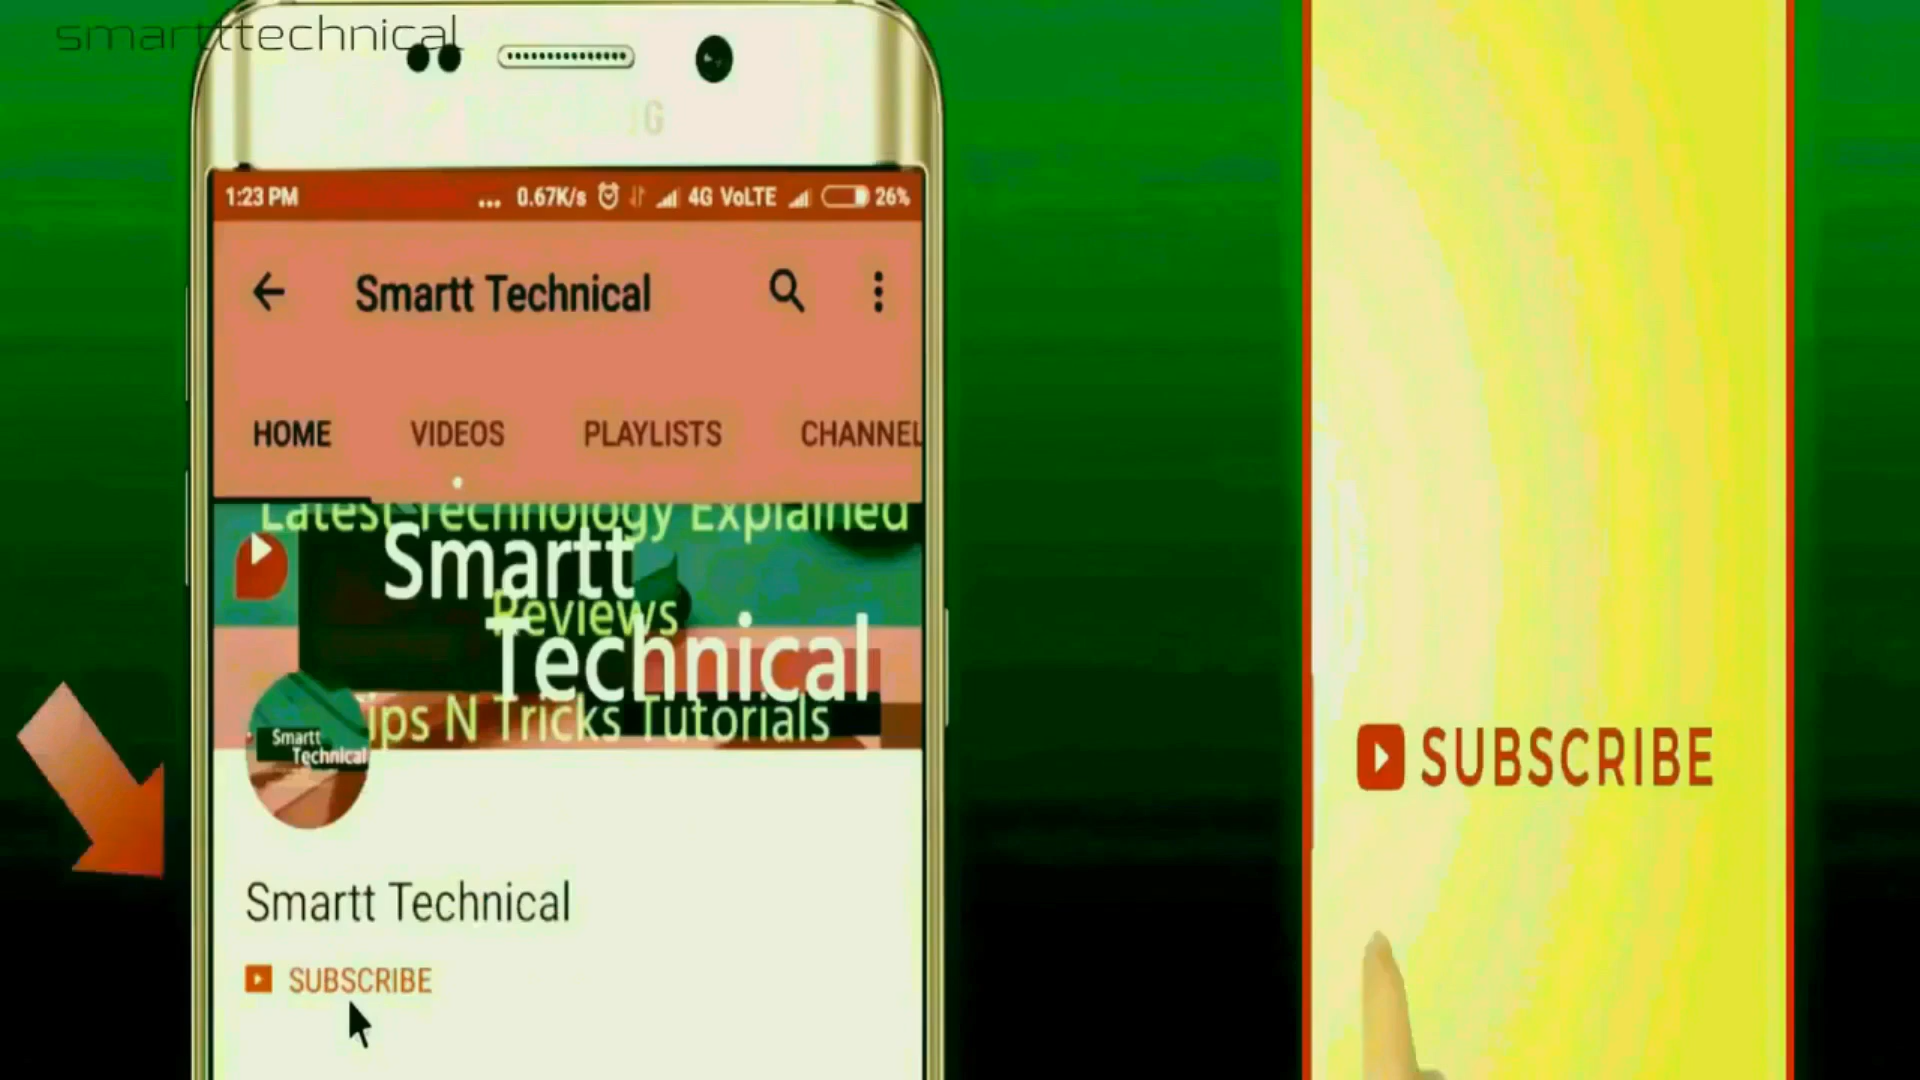 smarttechnical
1:23 PM ... 0.67K/s 4G VoLTE 26%
Smartt Technical
HOME VIDEOS PLAYLISTS CHANNEL
Latest Technology Explained
Smartt
Reviews
Technical
ips N Tricks Tutorials
Smartt
Technical
Smartt Technical
SUBSCRIBE
SUBSCRIBE